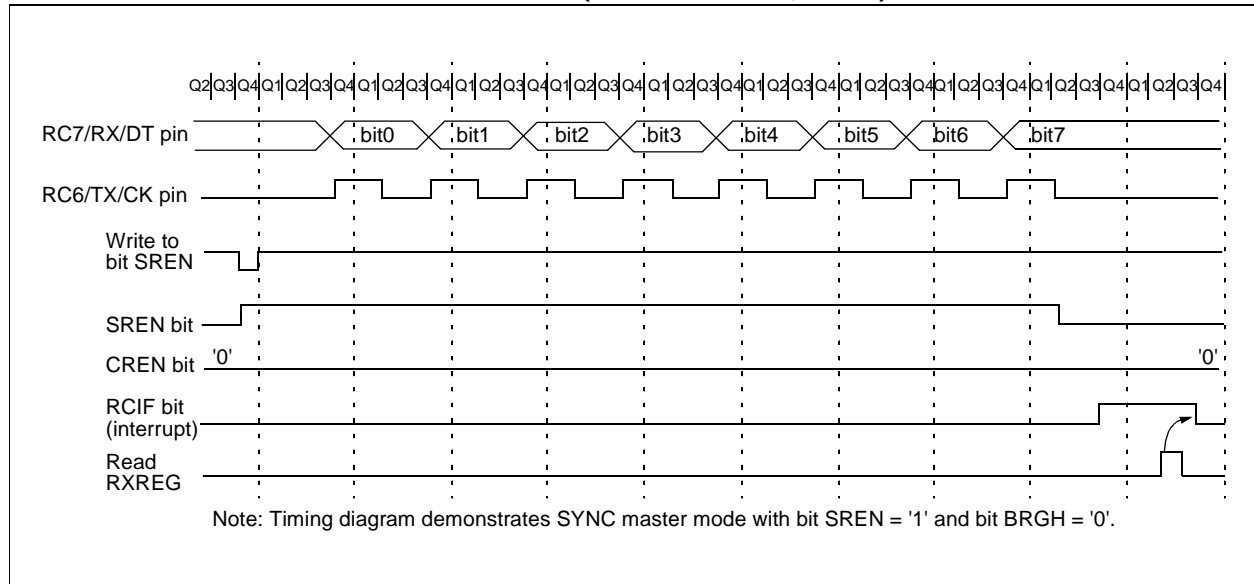 Q2 Q3 Q4 Q1 Q2 Q3 Q4 Q1 Q2 Q3 Q4 Q1 Q2 Q3 Q4 Q1 Q2 Q3 Q4 Q1 Q2 Q3 Q4 Q1 Q2 Q3 Q4 Q1 Q2 Q3 Q4 Q1 Q2 Q3 Q4 Q1 Q2 Q3 Q4 Q1 Q2 Q3 Q4
RC7/RX/DT pin bit0 bit1 bit2 bit3 bit4 bit5 bit6 bit7
RC6/TX/CK pin
Write to
bit SREN
SREN bit
CREN bit '0' '0'
RCIF bit
(interrupt)
Read
RXREG
Note: Timing diagram demonstrates SYNC master mode with bit SREN = '1' and bit BRGH = '0'.